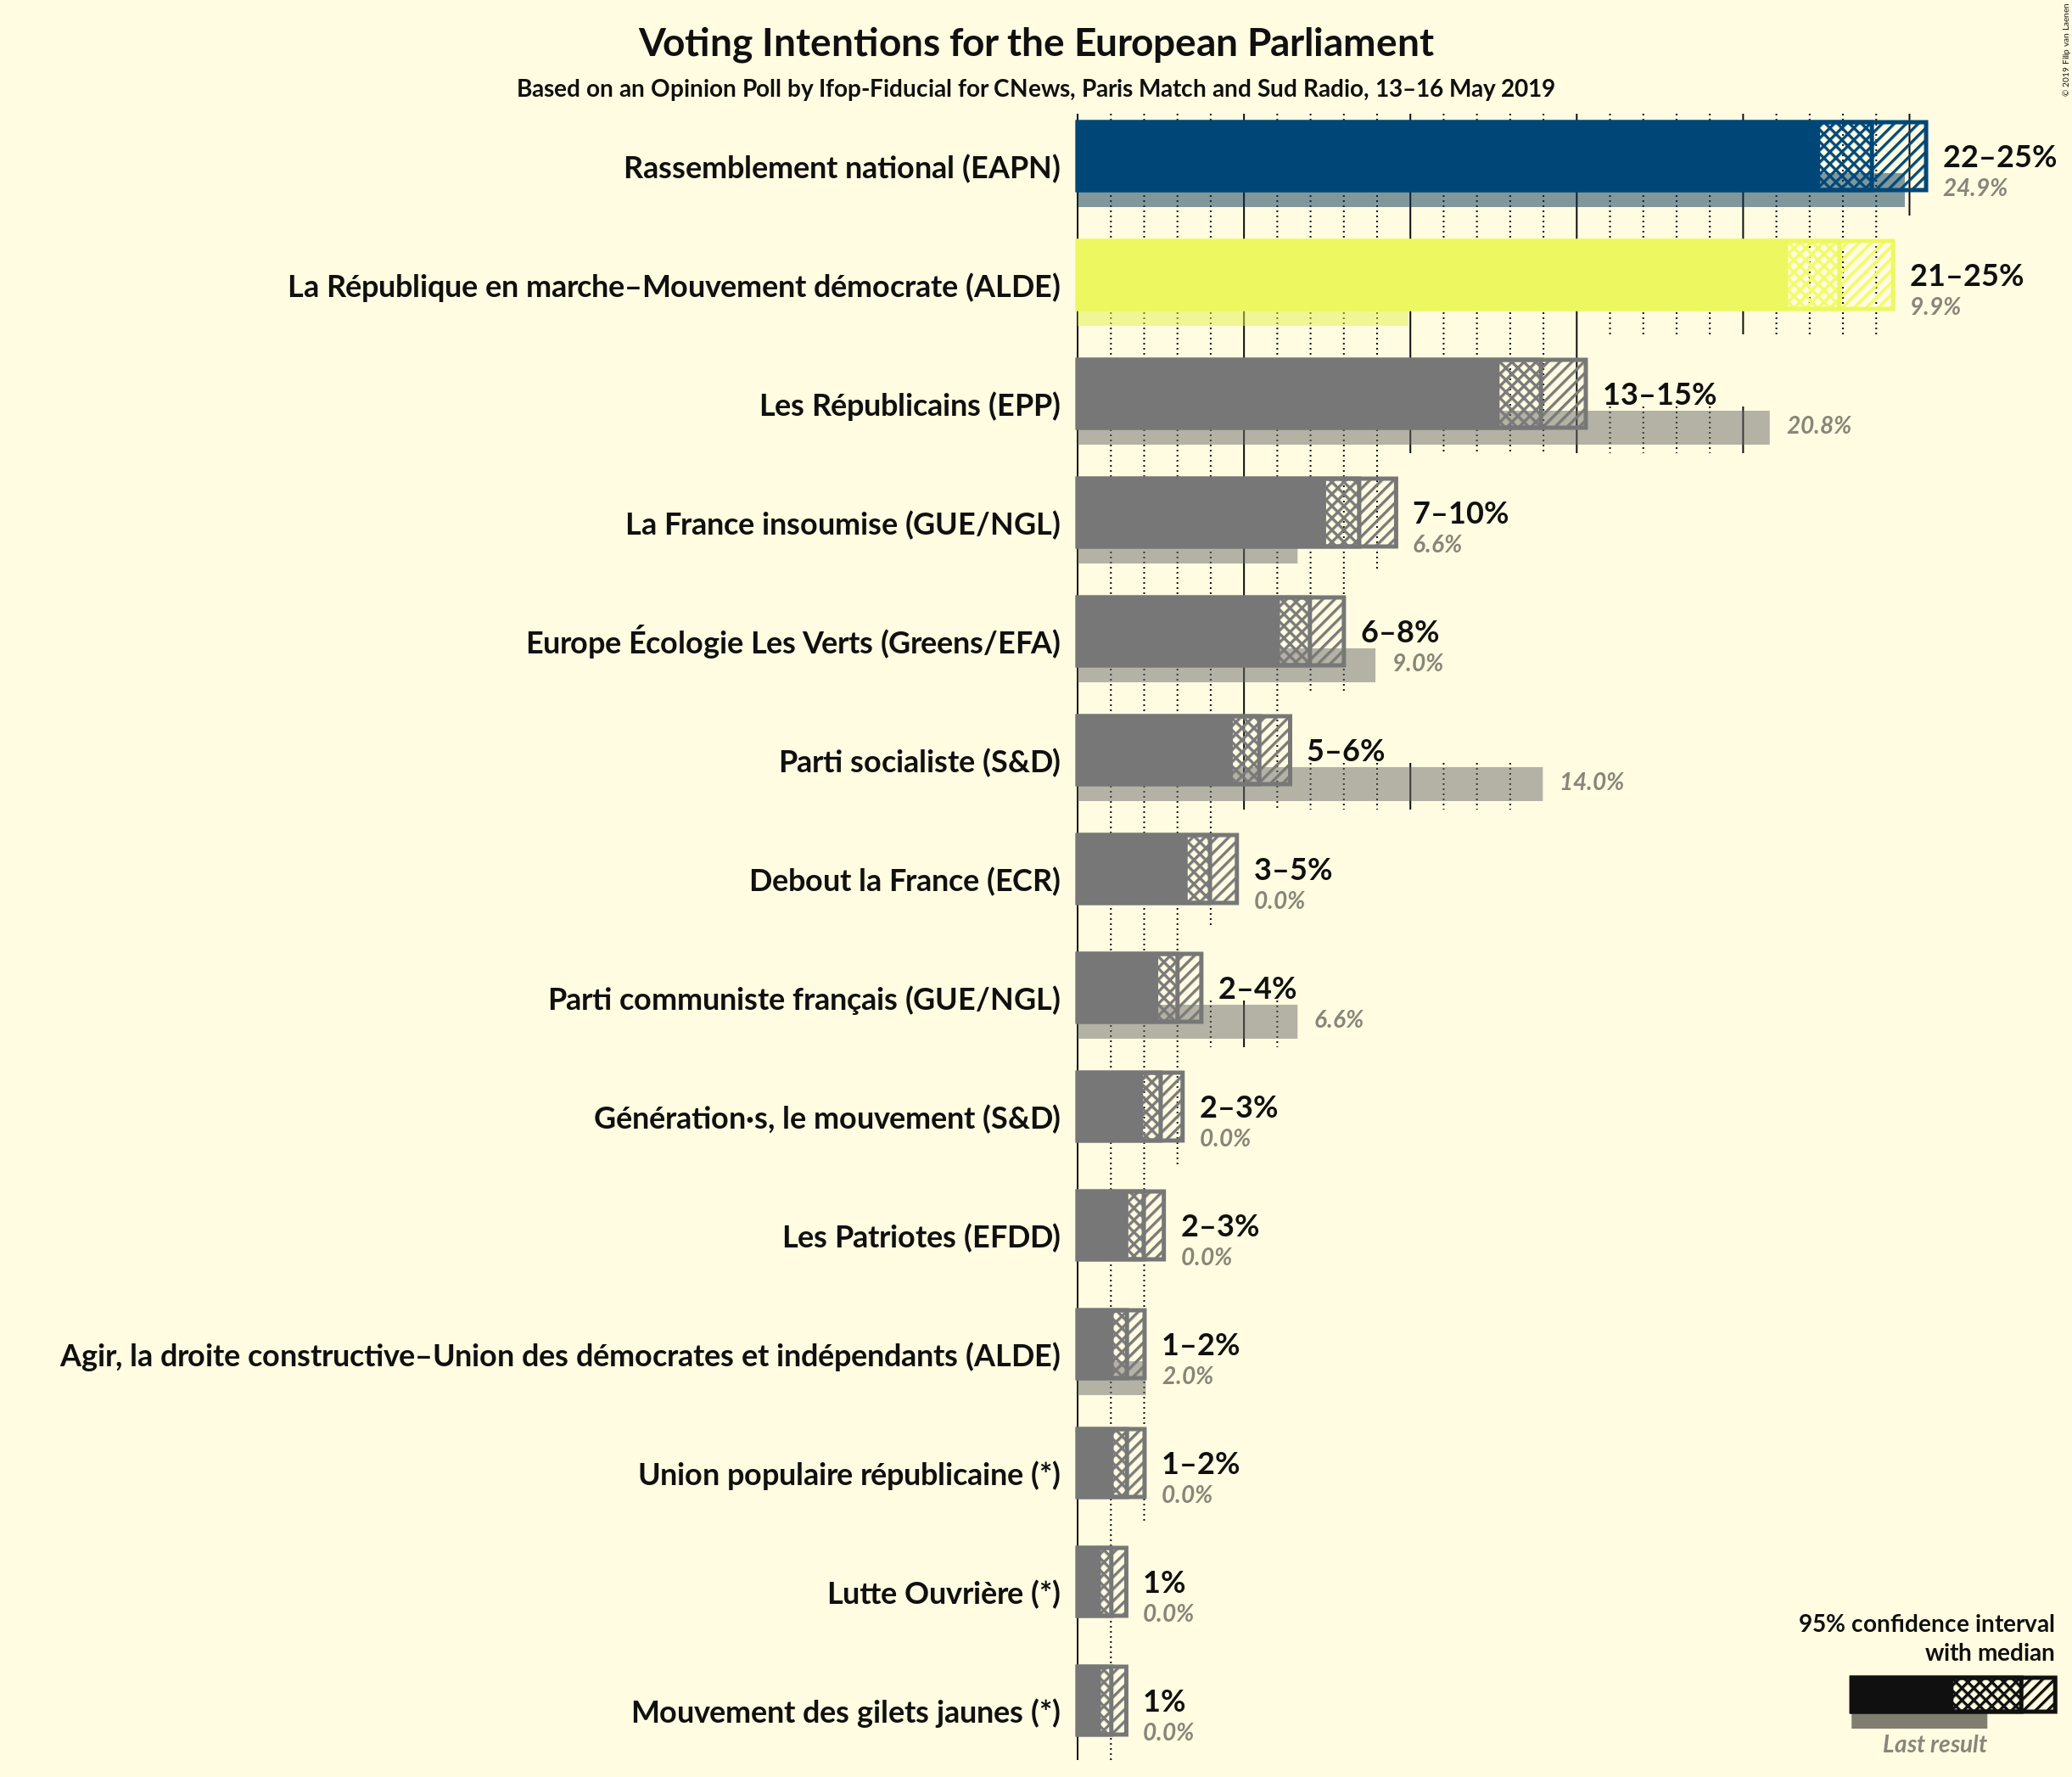 Voting Intentions for the European Parliament
Based on an Opinion Poll by Ifop-Fiducial for CNews, Paris Match and Sud Radio, 13–16 May 2019
© 2019 Filip van Laenen
Rassemblement national (EAPN)
22–25%
24.9%
La République en marche–Mouvement démocrate (ALDE)
21–25%
9.9%
Les Républicains (EPP)
13–15%
20.8%
La France insoumise (GUE/NGL)
7–10%
6.6%
Europe Écologie Les Verts (Greens/EFA)
6–8%
9.0%
Parti socialiste (S&D)
5–6%
14.0%
Debout la France (ECR)
3–5%
0.0%
Parti communiste français (GUE/NGL)
2–4%
6.6%
Génération·s, le mouvement (S&D)
2–3%
0.0%
Les Patriotes (EFDD)
2–3%
0.0%
Agir, la droite constructive–Union des démocrates et indépendants (ALDE)
1–2%
2.0%
Union populaire républicaine (*)
1–2%
0.0%
Lutte Ouvrière (*)
1%
0.0%
Mouvement des gilets jaunes (*)
1%
0.0%
95% confidence interval
with median
Last result